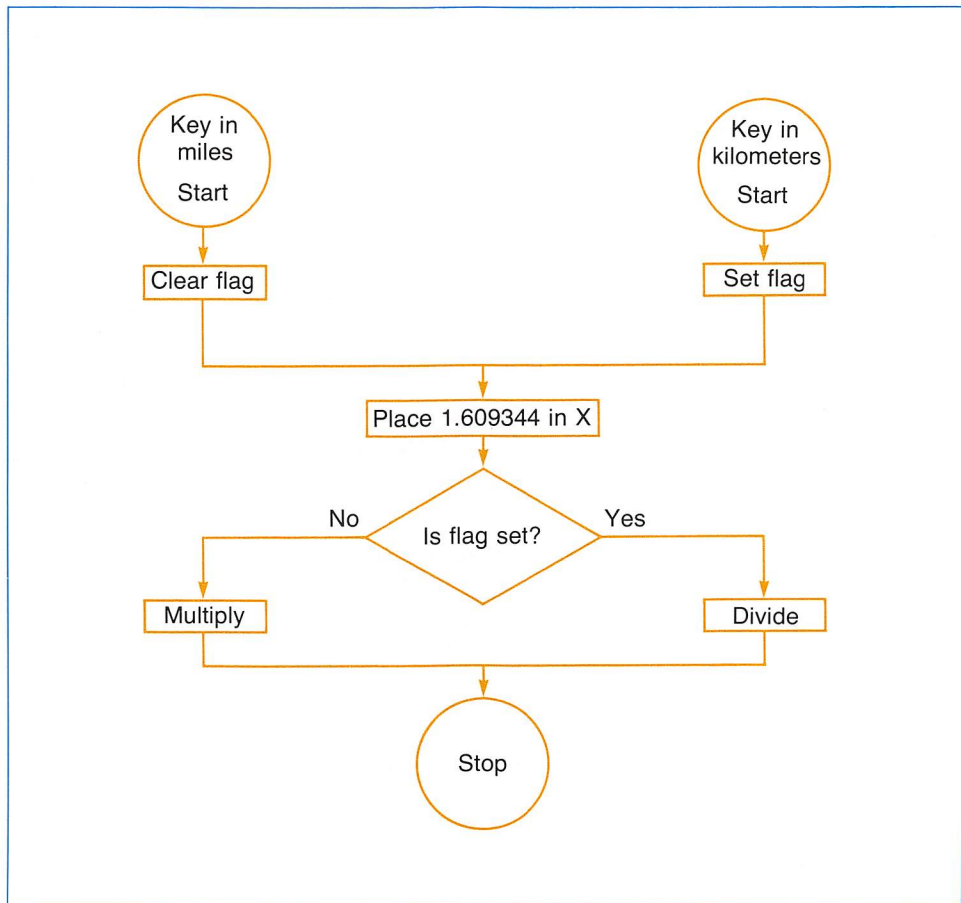 Key in
miles
Start
Key in
kilometers
Start
Clear flag
Set flag
Place 1.609344 in X
No
Is flag set?
Yes
Multiply
Divide
Stop